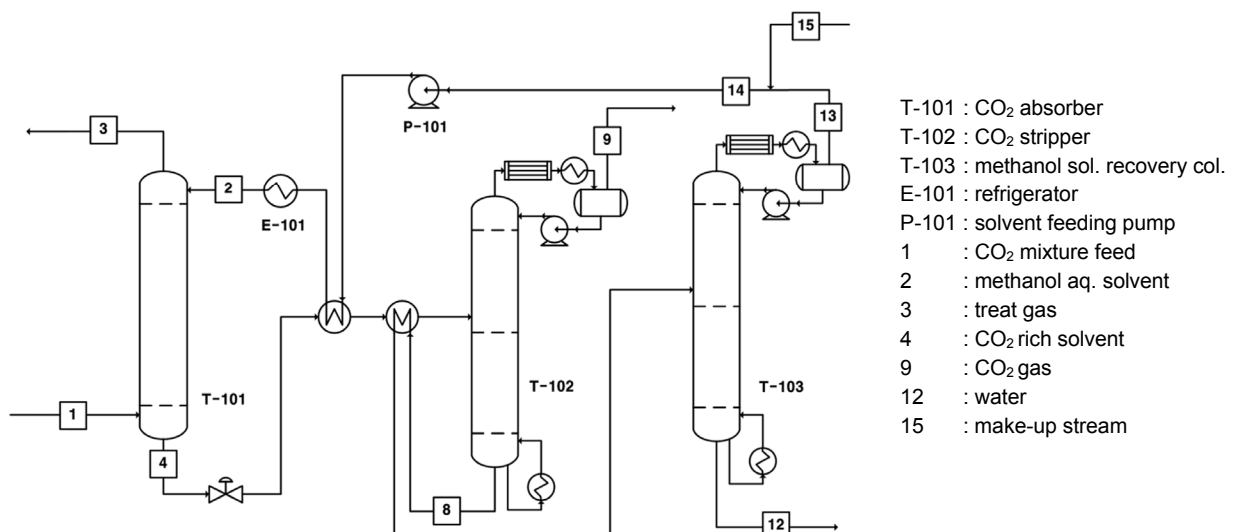 15
14
13
P-101
9
3
2
E-101
T-101
T-102
T-103
1
4
8
12
T-101 : CO₂ absorber
T-102 : CO₂ stripper
T-103 : methanol sol. recovery col.
E-101 : refrigerator
P-101 : solvent feeding pump
1 : CO₂ mixture feed
2 : methanol aq. solvent
3 : treat gas
4 : CO₂ rich solvent
9 : CO₂ gas
12 : water
15 : make-up stream